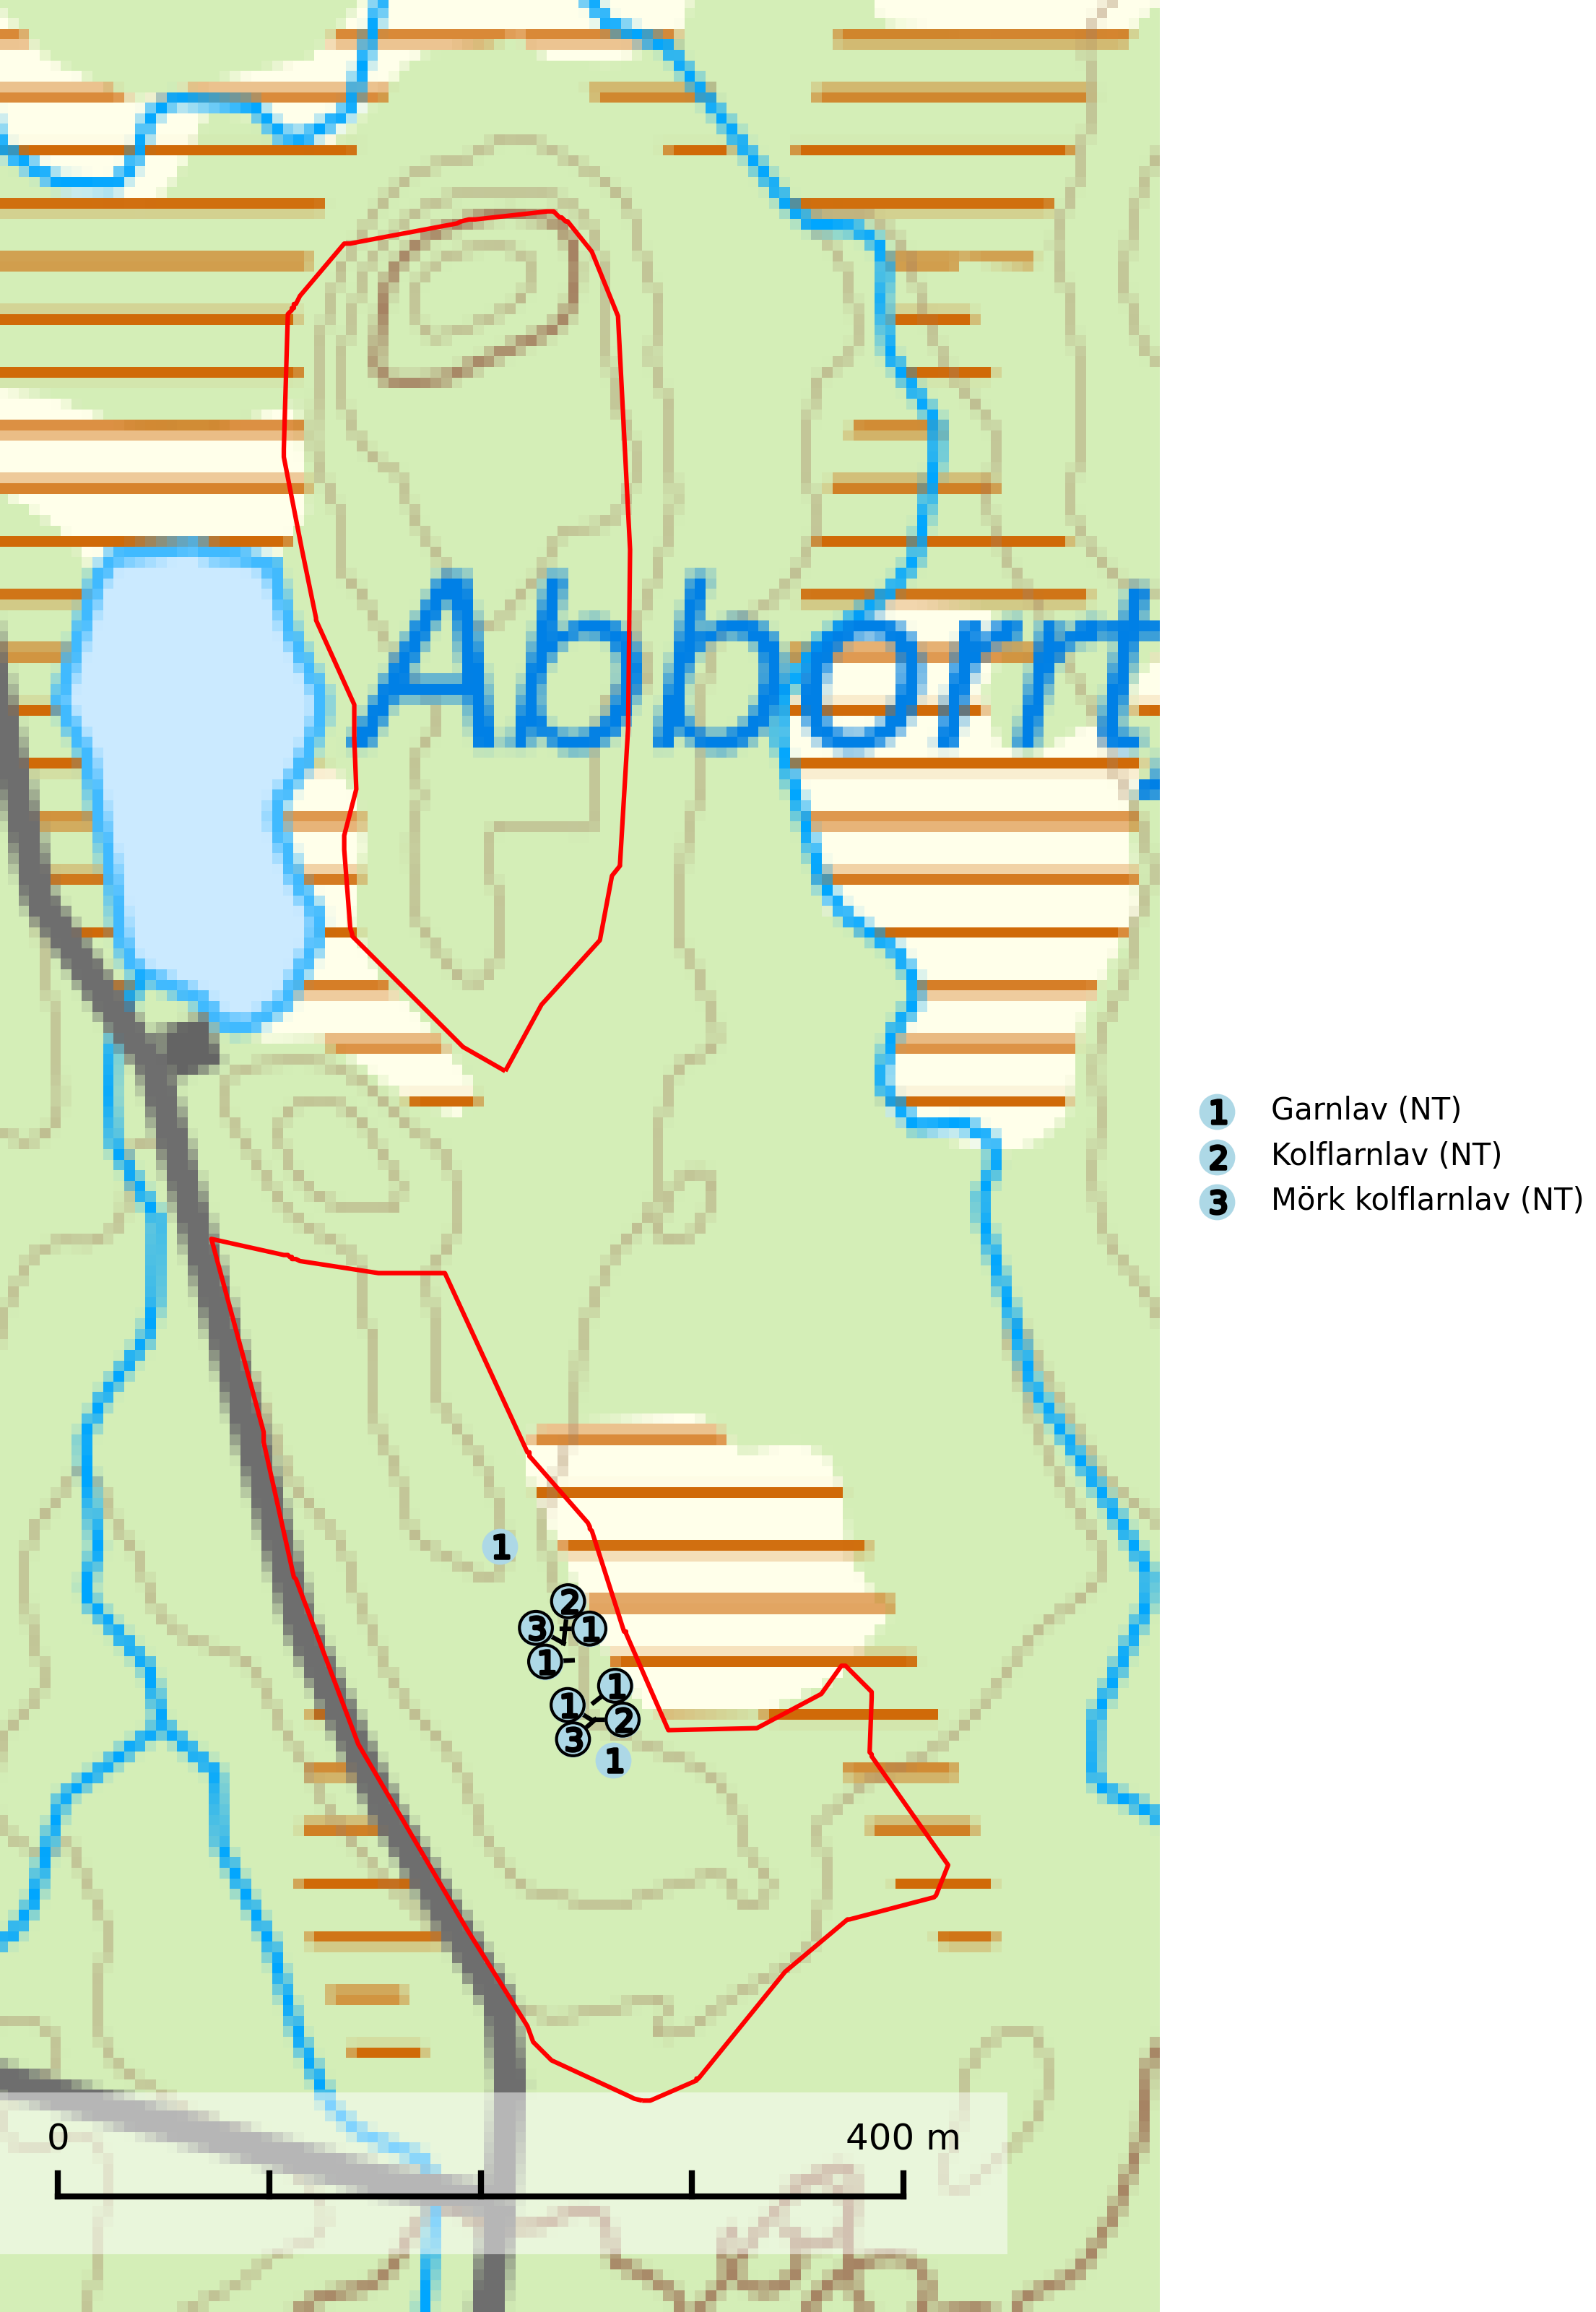 Abborrt
1 Garnlav (NT)
2 Kolflarnlav (NT)
3 Mörk kolflarnlav (NT)
1
2
3 1
1
1
1 2
3
1
0 400 m